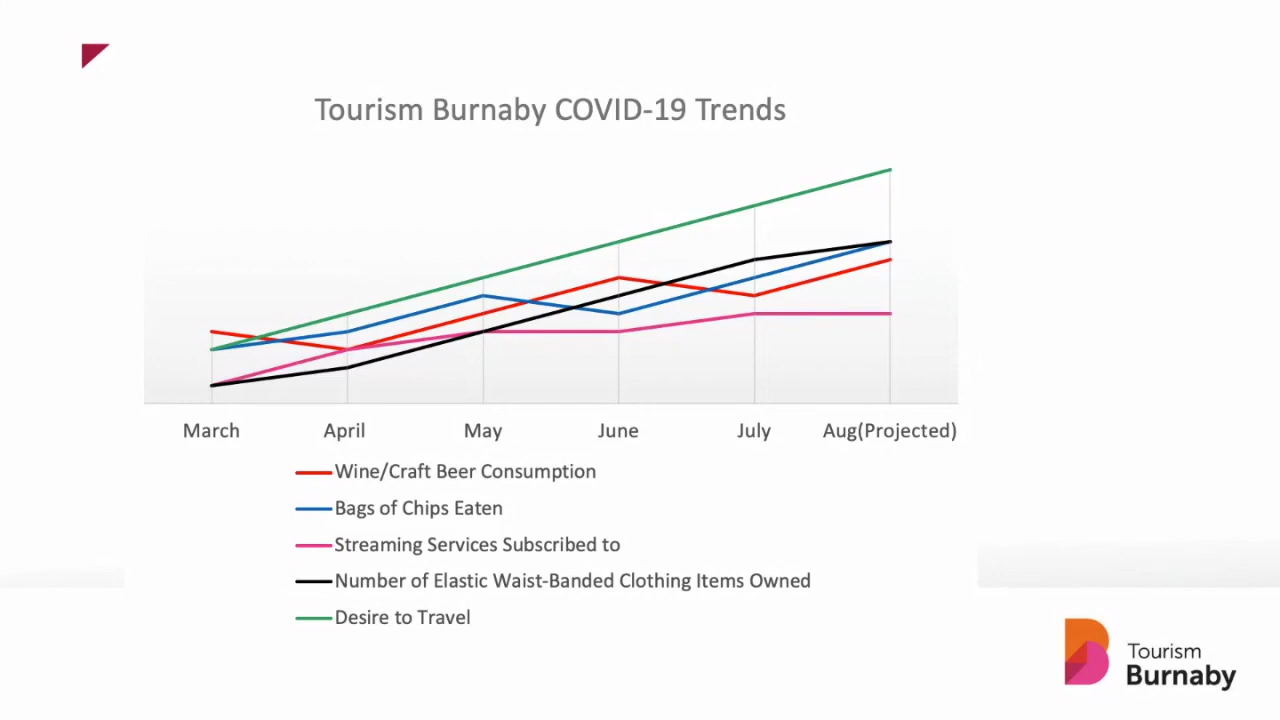 Tourism Burnaby COVID-19 Trends
March April May June July Aug(Projected)
Wine/Craft Beer Consumption
Bags of Chips Eaten
Streaming Services Subscribed to
Number of Elastic Waist-Banded Clothing Items Owned
Desire to Travel
Tourism
Burnaby